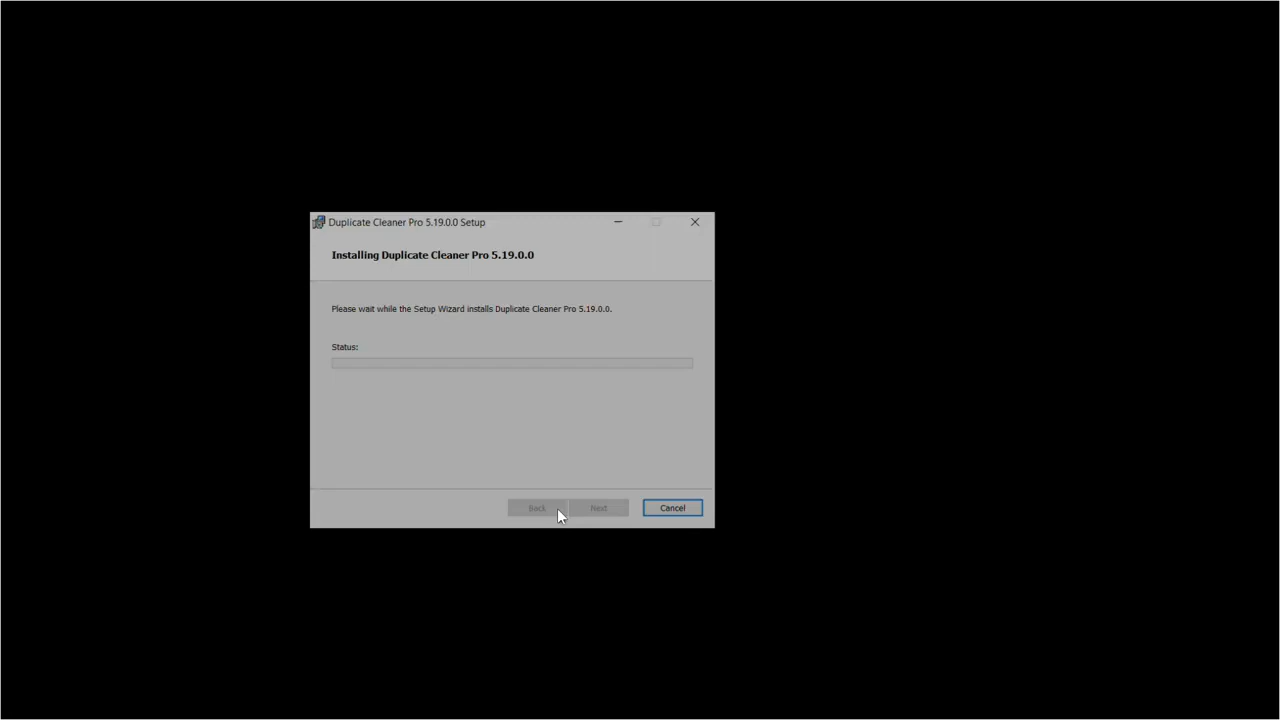 Duplicate Cleaner Pro 5.19.0.0 Setup
Installing Duplicate Cleaner Pro 5.19.0.0
Please wait while the Setup Wizard installs Duplicate Cleaner Pro 5.19.0.0.
Status:
Back Next Cancel